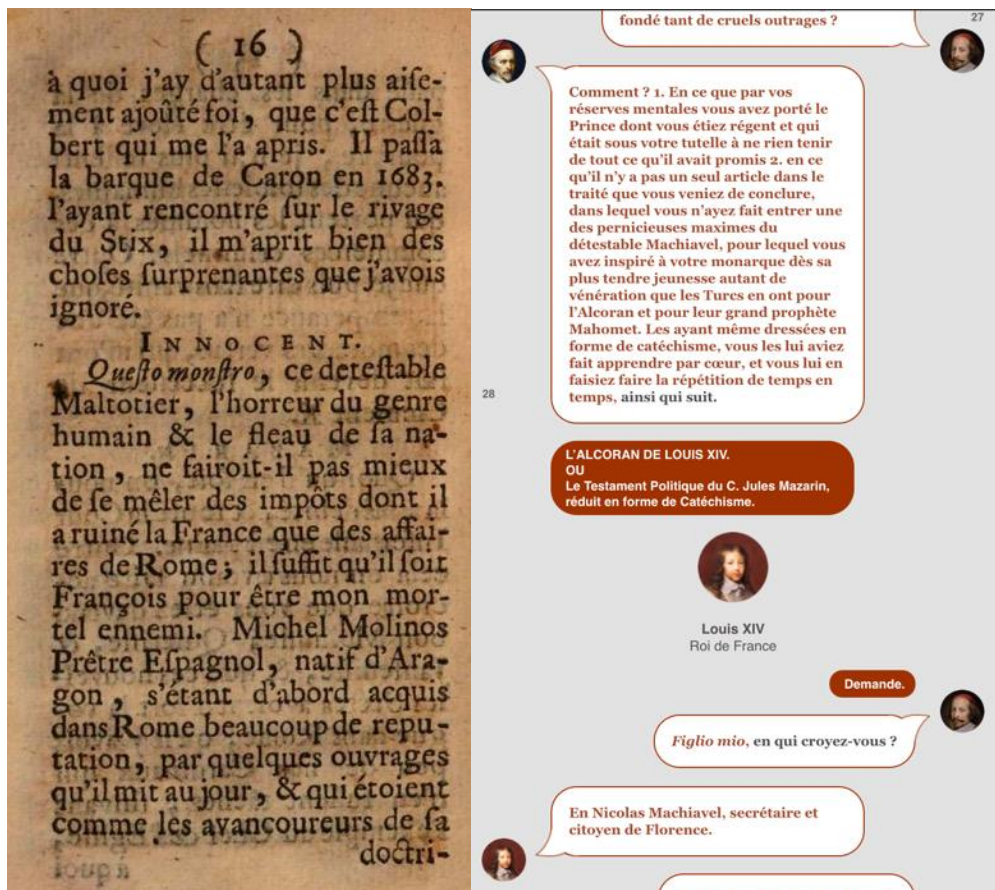 ( 16 )
à quoi j'ay d'autant plus aiſe-
ment ajoûté foi, que c'eſt Col-
bert qui me l'a apris. Il paſſa
la barque de Caron en 1683.
l'ayant rencontré ſur le rivage
du Stix, il m'aprit bien des
choſes ſurprenantes que j'avois
ignoré.
INNOCENT.
Queſto monſtro, ce deteſtable
Maltotier, l'horreur du genre
humain & le fleau de ſa na-
tion, ne fairoit-il pas mieux
de ſe mêler des impôts dont il
a ruiné la France que des affai-
res de Rome; il ſuffit qu'il ſoit
François pour être mon mor-
tel ennemi. Michel Molinos
Prêtre Eſpagnol, natif d'Ara-
gon, s'étant d'abord acquis
dans Rome beaucoup de repu-
tation, par quelques ouvrages
qu'il mit au jour, & qui étoient
comme les avancoureurs de ſa
doctri-
fondé tant de cruels outrages ?
27
Comment ? 1. En ce que par vos
réserves mentales vous avez porté le
Prince dont vous étiez régent et qui
était sous votre tutelle à ne rien tenir
de tout ce qu'il avait promis 2. en ce
qu'il n'y a pas un seul article dans le
traité que vous veniez de conclure,
dans lequel vous n'ayez fait entrer une
des pernicieuses maximes du
détestable Machiavel, pour lequel vous
avez inspiré à votre monarque dès sa
plus tendre jeunesse autant de
vénération que les Turcs en ont pour
l'Alcoran et pour leur grand prophète
Mahomet. Les ayant même dressées en
forme de catéchisme, vous les lui aviez
fait apprendre par cœur, et vous lui en
faisiez faire la répétition de temps en
temps, ainsi qui suit.
28
L'ALCORAN DE LOUIS XIV.
OU
Le Testament Politique du C. Jules Mazarin,
réduit en forme de Catéchisme.
Louis XIV
Roi de France
Demande.
Figlio mio, en qui croyez-vous ?
En Nicolas Machiavel, secrétaire et
citoyen de Florence.